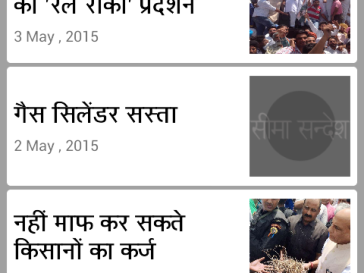 का 'रेल रोको' प्रदर्शन
3 May , 2015
गैस सिलेंडर सस्ता
सीमा सन्देश
2 May , 2015
नहीं माफ कर सकते
किसानों का कर्ज